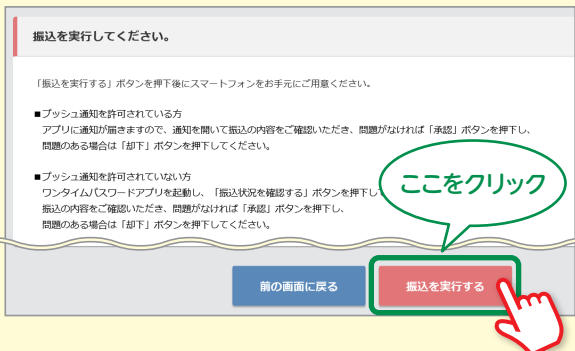 振込を実行してください。
「振込を実行する」ボタンを押下後にスマートフォンをお手元にご用意ください。
■プッシュ通知を許可されている方
アプリに通知が届きますので、通知を開いて振込の内容をご確認いただき、問題がなければ「承認」ボタンを押下し、
問題のある場合は「却下」ボタンを押下してください。
■プッシュ通知を許可されていない方
ワンタイムパスワードアプリを起動し、「振込状況を確認する」ボタンを押下し
振込の内容をご確認いただき、問題がなければ「承認」ボタンを押下し、
問題のある場合は「却下」ボタンを押下してください。
ここをクリック
前の画面に戻る
振込を実行する